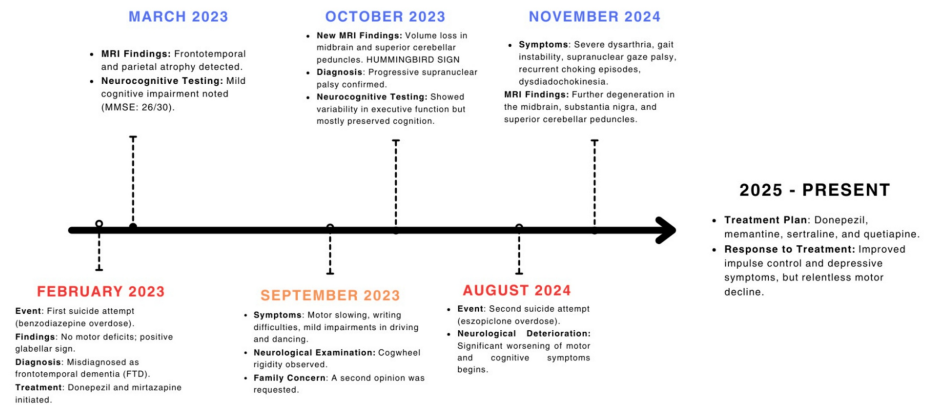 MARCH 2023
• MRI Findings: Frontotemporal
and parietal atrophy detected.
• Neurocognitive Testing: Mild
cognitive impairment noted
(MMSE: 26/30).
OCTOBER 2023
• New MRI Findings: Volume loss in
midbrain and superior cerebellar
peduncles. HUMMINGBIRD SIGN
• Diagnosis: Progressive supranuclear
palsy confirmed.
• Neurocognitive Testing: Showed
variability in executive function but
mostly preserved cognition.
NOVEMBER 2024
• Symptoms: Severe dysarthria, gait
instability, supranuclear gaze palsy,
recurrent choking episodes,
dysdiadochokinesia.
MRI Findings: Further degeneration in
the midbrain, substantia nigra, and
superior cerebellar peduncles.
2025 - PRESENT
• Treatment Plan: Donepezil,
memantine, sertraline, and quetiapine.
• Response to Treatment: Improved
impulse control and depressive
symptoms, but relentless motor
decline.
FEBRUARY 2023
Event: First suicide attempt
(benzodiazepine overdose).
Findings: No motor deficits; positive
glabellar sign.
Diagnosis: Misdiagnosed as
frontotemporal dementia (FTD).
Treatment: Donepezil and mirtazapine
initiated.
SEPTEMBER 2023
• Symptoms: Motor slowing, writing
difficulties, mild impairments in driving
and dancing.
• Neurological Examination: Cogwheel
rigidity observed.
• Family Concern: A second opinion was
requested.
AUGUST 2024
• Event: Second suicide attempt
(eszopiclone overdose).
• Neurological Deterioration:
Significant worsening of motor
and cognitive symptoms
begins.